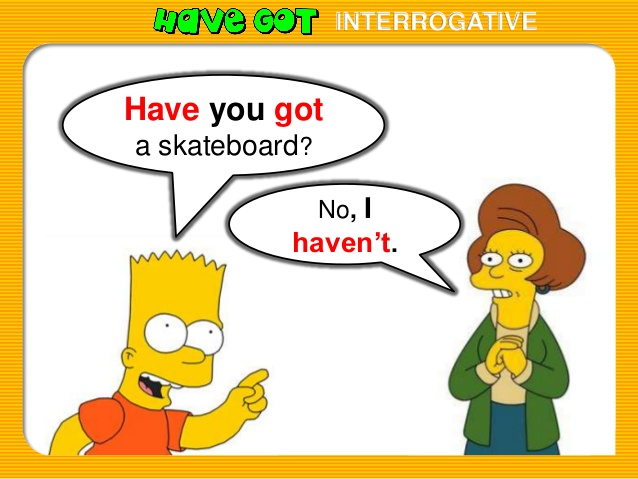 Have GOT INTERROGATIVE
Have you got
a skateboard?
No, I
haven't.